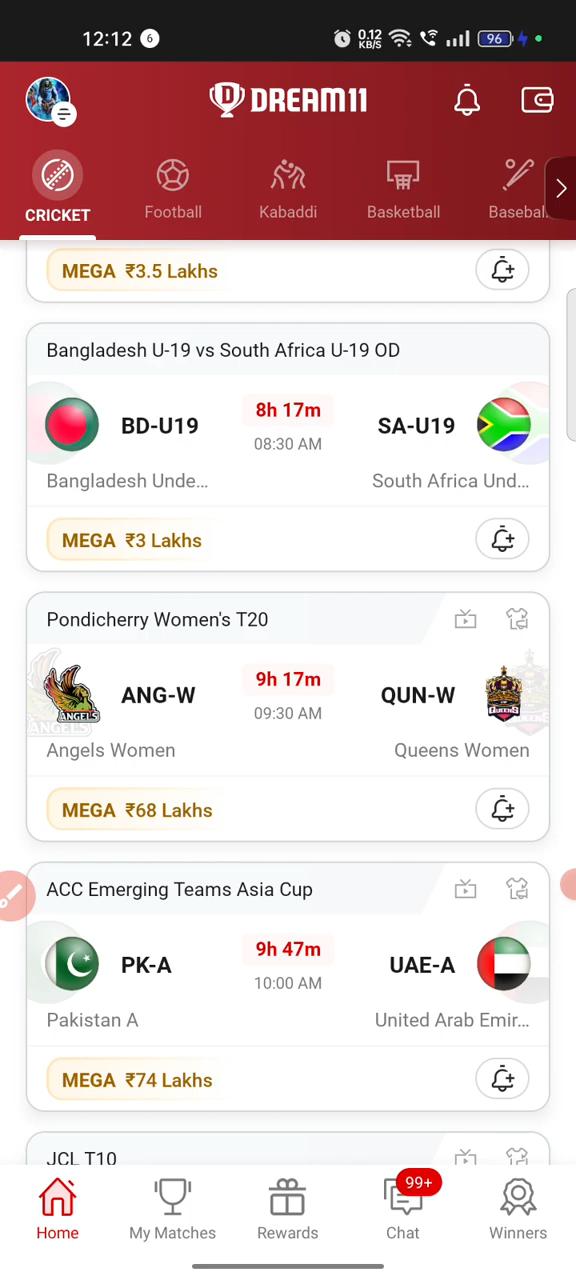 12:12 6 0.12 KB/S 96
DREAM11
CRICKET Football Kabaddi Basketball Basebal
MEGA ₹3.5 Lakhs
Bangladesh U-19 vs South Africa U-19 OD
BD-U19 8h 17m SA-U19
08:30 AM
Bangladesh Unde... South Africa Und...
MEGA ₹3 Lakhs
Pondicherry Women's T20
ANG-W 9h 17m QUN-W
09:30 AM
ANGELS QUEENS
Angels Women Queens Women
MEGA ₹68 Lakhs
ACC Emerging Teams Asia Cup
PK-A 9h 47m UAE-A
10:00 AM
Pakistan A United Arab Emir...
MEGA ₹74 Lakhs
JCL T10
99+
Home My Matches Rewards Chat Winners